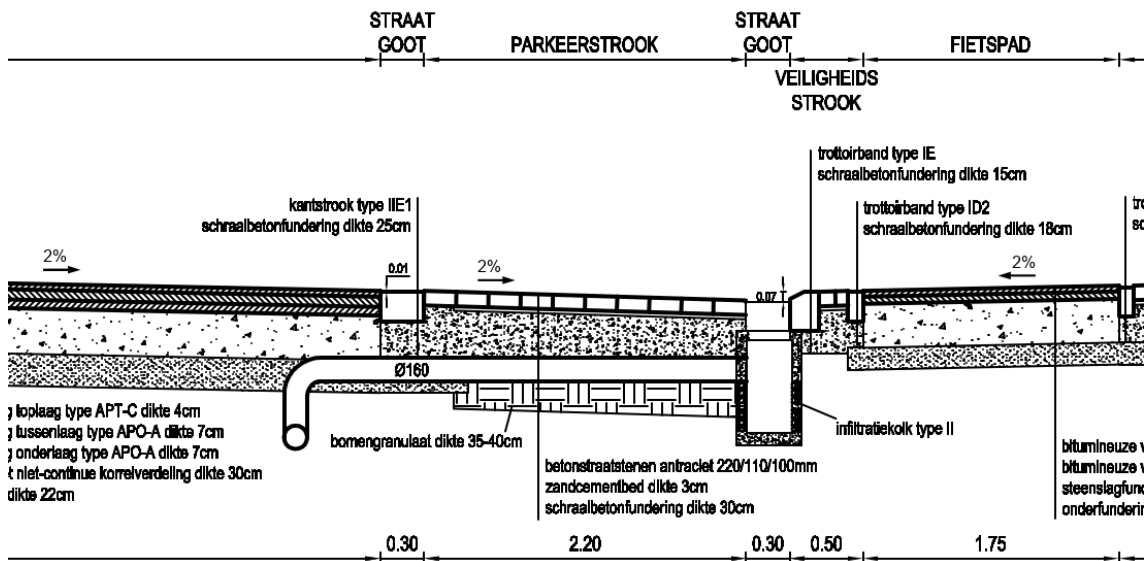 STRAAT
GOOT
PARKEERSTROOK
STRAAT
GOOT
FIETSPAD
VEILIGHEIDS
STROOK
trottoirband type IE
schraalbetonfundering dikte 15cm
kantstrook type IIE1
schraalbetonfundering dikte 25cm
trottoirband type ID2
schraalbetonfundering dikte 18cm
2%
0.01
2%
0.07
2%
Ø160
toplaag type APT-C dikte 4cm
tussenlaag type APO-A dikte 7cm
onderlaag type APO-A dikte 7cm
niet-continue korrelverdeling dikte 30cm
dikte 22cm
bomengranulaat dikte 35-40cm
infiltratiekolk type II
betonstraatstenen antraciet 220/110/100mm
zandcementbed dikte 3cm
schraalbetonfundering dikte 30cm
bitumineuze
bitumineuze
0.30
2.20
0.30
0.50
1.75